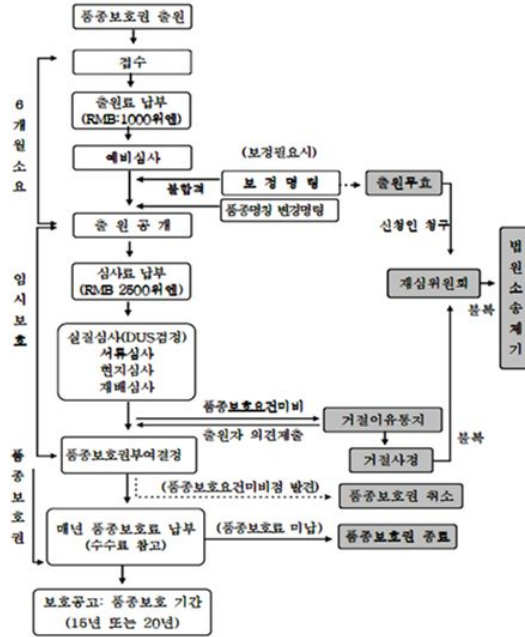 품종보호권 출원
접수
출원료 납부
(RMB:1000위엔)
6개월소요
예비심사
(보정필요시)
불합격
보 정 명 령
출원무효
품종명칭 변경명령
출 원 공 개
신청인 청구
심사료 납부
(RMB 2500위엔)
재심위원회
불복
법원소송제기
임시보호
실질심사(DUS검정)
서류심사
현지심사
재배심사
품종보호요건미비
거절이유통지
출원자 의견제출
불복
거절사정
품종보호권부여결정
품종보호권
(품종보호요건미비점 발견)
품종보호권 취소
매년 품종보호료 납부
(수수료 참고)
(품종보호료 미납)
품종보호권 종료
보호공고: 품종보호 기간
(15년 또는 20년)